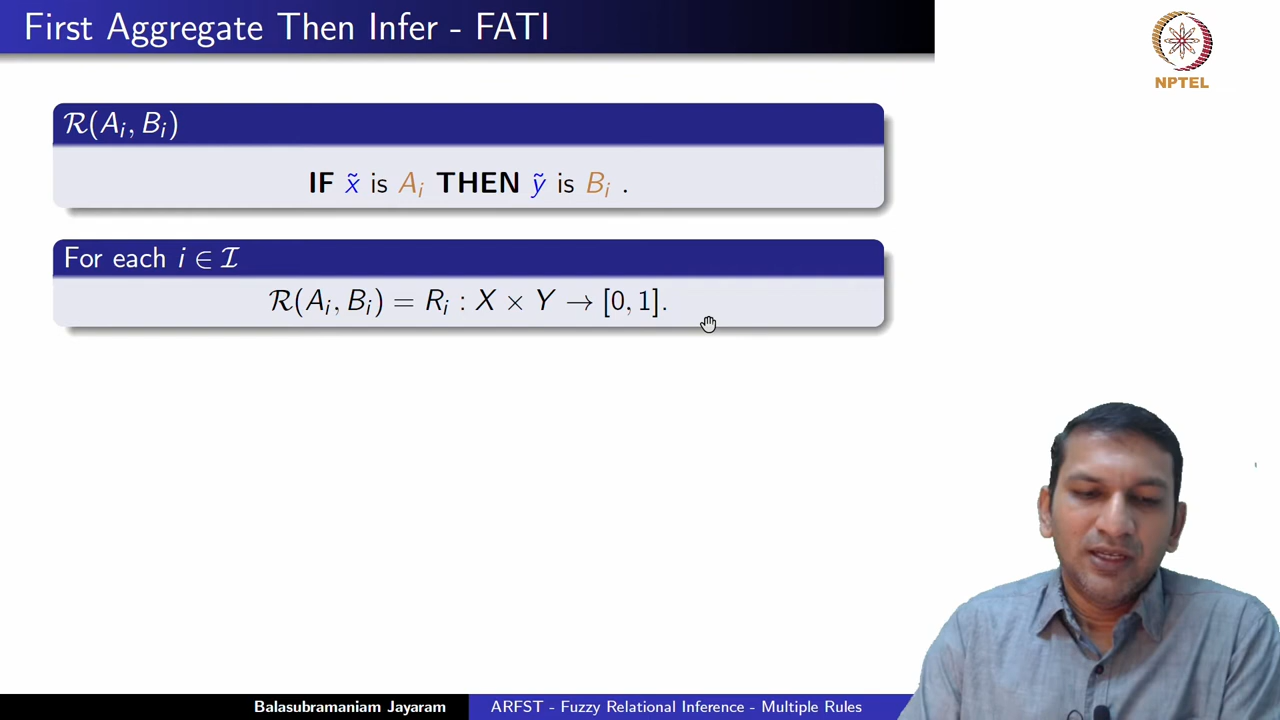 First Aggregate Then Infer - FATI
NPTEL
ℛ(Aᵢ, Bᵢ)
IF x̃ is Aᵢ THEN ỹ is Bᵢ .
For each i ∈ ℐ
ℛ(Aᵢ, Bᵢ) = Rᵢ : X × Y → [0, 1].
Balasubramaniam Jayaram
ARFST - Fuzzy Relational Inference - Multiple Rules